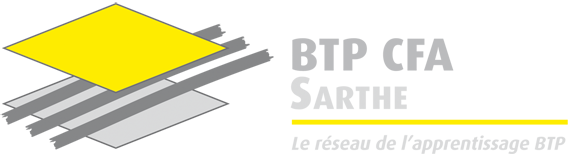 BTP CFA
SARTHE
Le réseau de l'apprentissage BTP